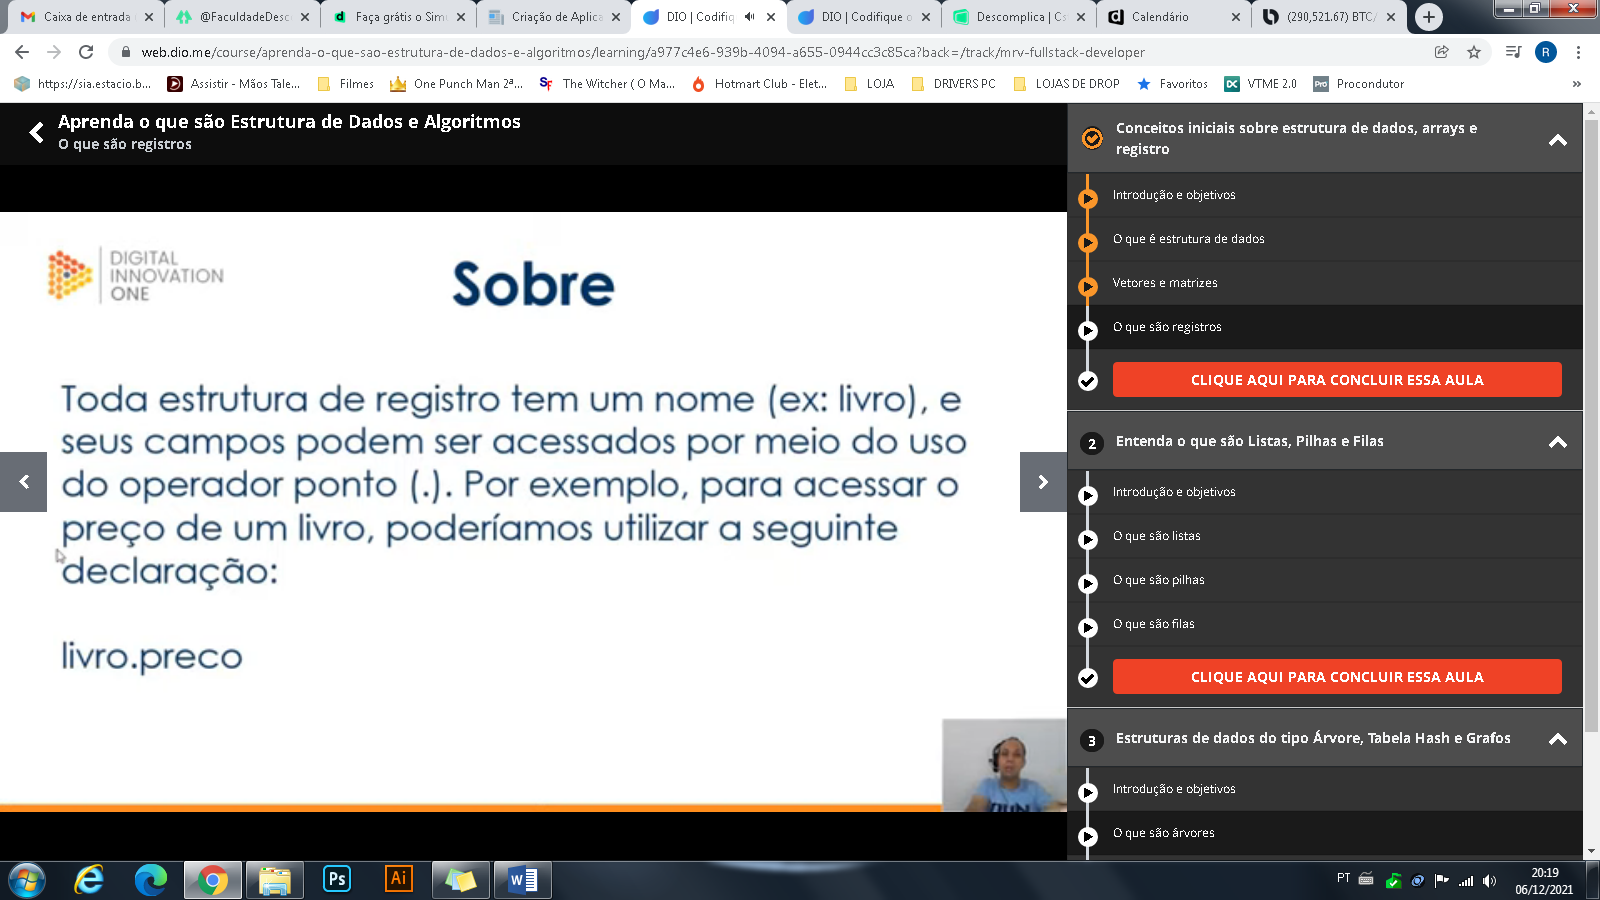 Caixa de entrada
@FaculdadeDesc
Faça grátis o Sim
Criação de Aplica
DIO | Codifiq
DIO | Codifique o
Descomplica | Cs
Calendário
(290,521.67) BTC/
web.dio.me/course/aprenda-o-que-sao-estrutura-de-dados-e-algoritmos/learning/a977c4e6-939b-4094-a655-0944cc3c85ca?back=/track/mrv-fullstack-developer
R
https://sia.estacio.b...
Assistir - Mãos Tale...
Filmes
One Punch Man 2ª...
The Witcher ( O Ma...
Hotmart Club - Elet...
LOJA
DRIVERS PC
LOJAS DE DROP
Favoritos
VTME 2.0
Procondutor
Aprenda o que são Estrutura de Dados e Algoritmos
O que são registros
DIGITAL
INNOVATION
ONE
Sobre
Toda estrutura de registro tem um nome (ex: livro), e
seus campos podem ser acessados por meio do uso
do operador ponto (.). Por exemplo, para acessar o
preço de um livro, poderíamos utilizar a seguinte
declaração:
livro.preco
Conceitos iniciais sobre estrutura de dados, arrays e
registro
Introdução e objetivos
O que é estrutura de dados
Vetores e matrizes
O que são registros
CLIQUE AQUI PARA CONCLUIR ESSA AULA
2 Entenda o que são Listas, Pilhas e Filas
Introdução e objetivos
O que são listas
O que são pilhas
O que são filas
CLIQUE AQUI PARA CONCLUIR ESSA AULA
3 Estruturas de dados do tipo Árvore, Tabela Hash e Grafos
Introdução e objetivos
O que são árvores
Ps
Ai
PT
20:19
06/12/2021